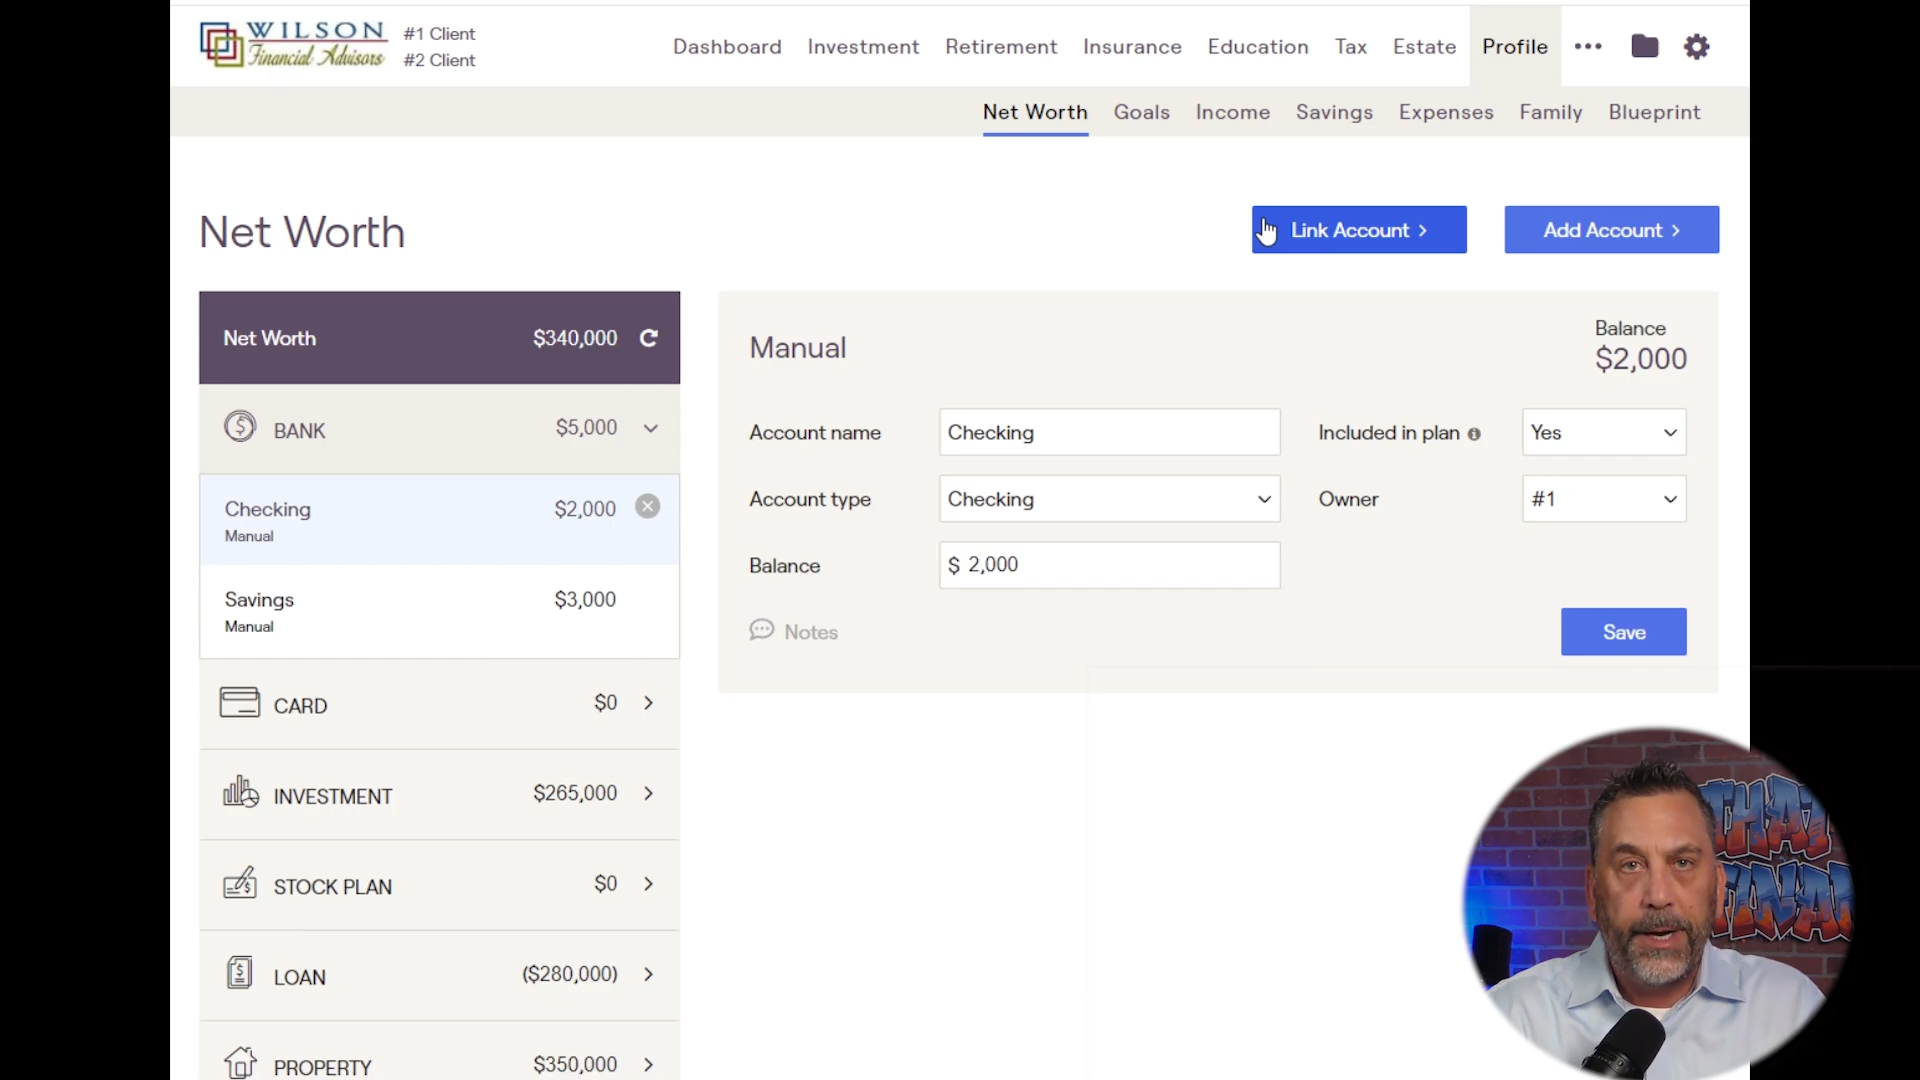 WILSON
Financial Advisors
#1 Client
#2 Client
Dashboard
Investment
Retirement
Insurance
Education
Tax
Estate
Profile
Net Worth
Goals
Income
Savings
Expenses
Family
Blueprint
Net Worth
Link Account
Add Account
Net Worth
$340,000
BANK
$5,000
Checking
$2,000
Manual
Savings
$3,000
Manual
CARD
$0
INVESTMENT
$265,000
STOCK PLAN
$0
LOAN
($280,000)
PROPERTY
$350,000
Manual
Balance
$2,000
Account name
Checking
Included in plan
Yes
Account type
Checking
Owner
#1
Balance
$ 2,000
Notes
Save